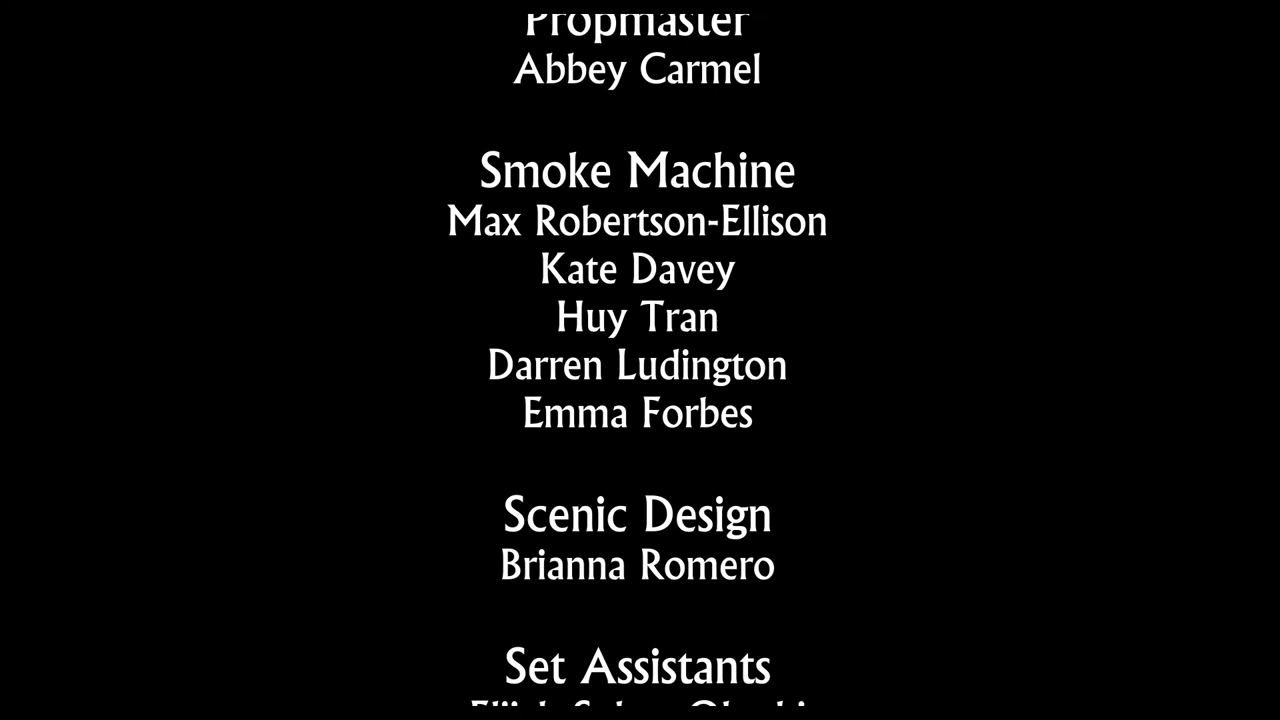 Propmaster
Abbey Carmel
Smoke Machine
Max Robertson-Ellison
Kate Davey
Huy Tran
Darren Ludington
Emma Forbes
Scenic Design
Brianna Romero
Set Assistants